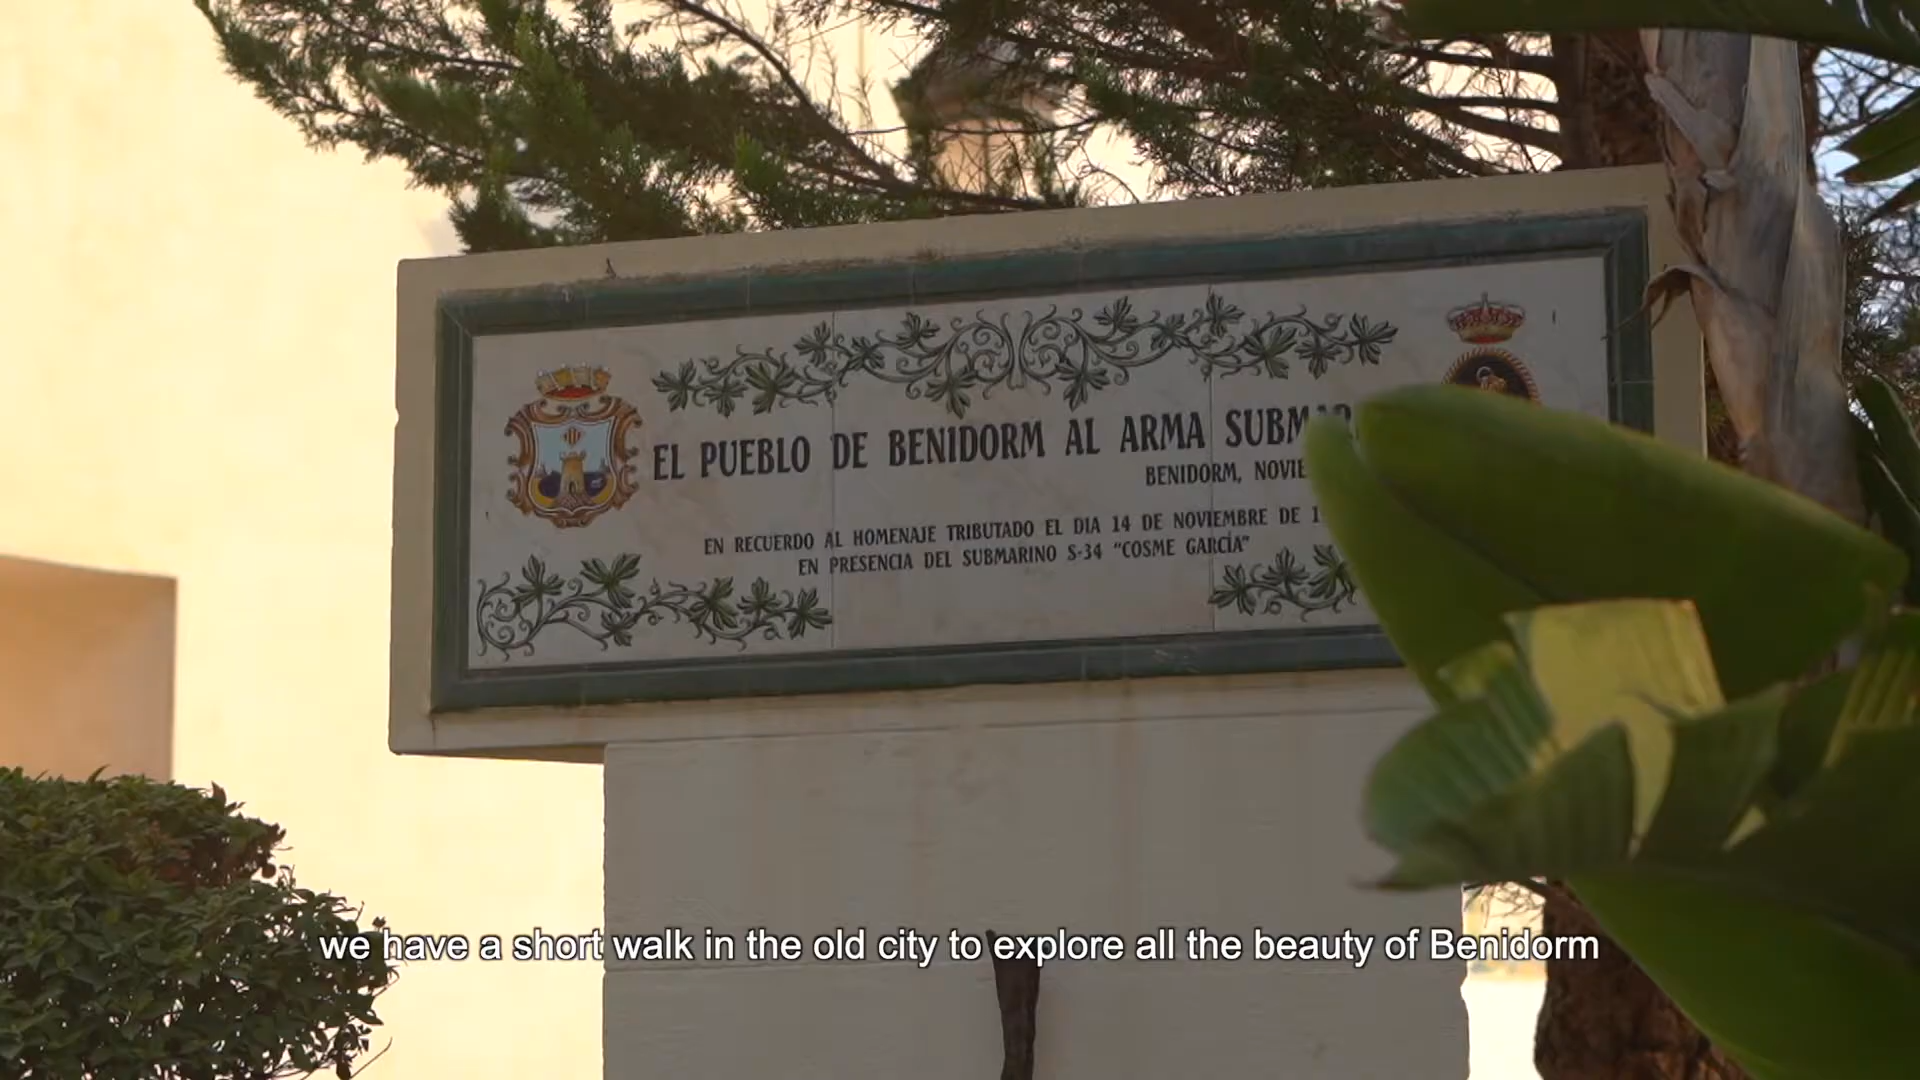 EL PUEBLO DE BENIDORM AL ARMA
BENIDORM,
EN RECUERDO AL HOMENAJE TRIBUTADO EL DIA 14 DE NOVIEMBRE DE
EN PRESENCIA DEL SUBMARINO S-34 "COSME GARCÍA"
we have a short walk in the old city to explore all the beauty of Benidorm